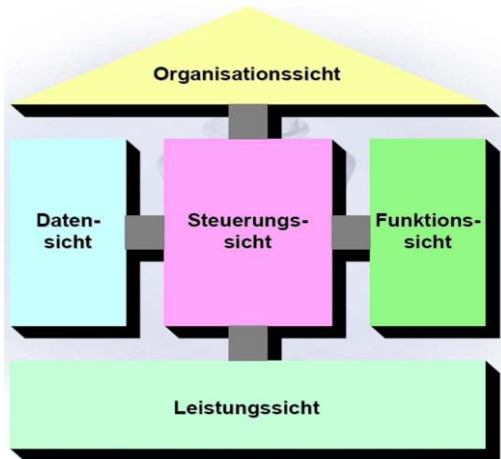 Organisationssicht
Daten-
sicht
Steuerungs-
sicht
Funktions-
sicht
Leistungssicht